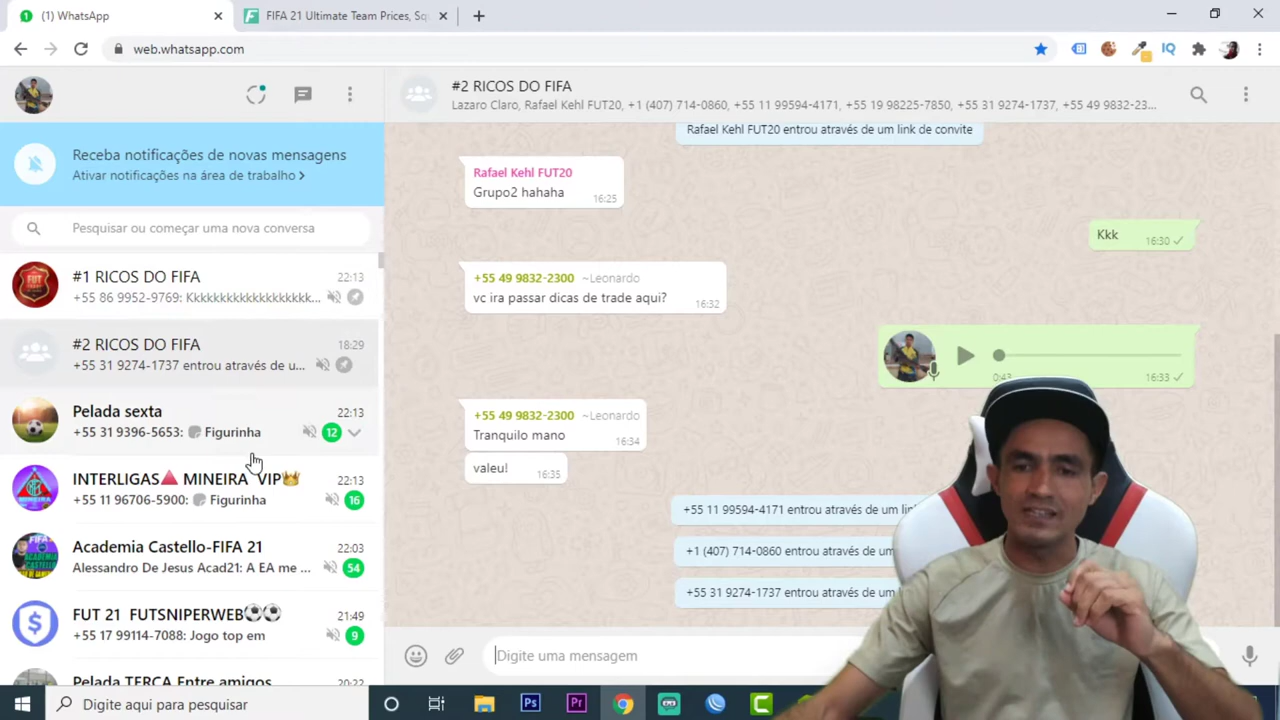 (1) WhatsApp
FIFA 21 Ultimate Team Prices, Squ
web.whatsapp.com
#2 RICOS DO FIFA
Lazaro Claro, Rafael Kehl FUT20, +1 (407) 714-0860, +55 11 99594-4171, +55 19 98225-7850, +55 31 9274-1737, +55 49 9832-23...
Receba notificações de novas mensagens
Ativar notificações na área de trabalho
Pesquisar ou começar uma nova conversa
#1 RICOS DO FIFA 22:13
+55 86 9952-9769: Kkkkkkkkkkkkkkkkkkk...
#2 RICOS DO FIFA 18:29
+55 31 9274-1737 entrou através de u...
Pelada sexta 22:13
+55 31 9396-5653: Figurinha 12
INTERLIGAS MINEIRA VIP 22:13
+55 11 96706-5900: Figurinha 16
Academia Castello-FIFA 21 22:03
Alessandro De Jesus Acad21: A EA me ... 54
FUT 21 FUTSNIPERWEB 21:49
+55 17 99114-7088: Jogo top em 9
Pelada TERÇA Entre amigos 20:22
Rafael Kehl FUT20 entrou através de um link de convite
Rafael Kehl FUT20
Grupo2 hahaha 16:25
Kkk 16:30
+55 49 9832-2300 ~Leonardo
vc ira passar dicas de trade aqui? 16:32
0:43 16:33
+55 49 9832-2300 ~Leonardo
Tranquilo mano 16:34
valeu! 16:35
+55 11 99594-4171 entrou através de um lin
+1 (407) 714-0860 entrou através de um
+55 31 9274-1737 entrou através de um l
Digite uma mensagem
Digite aqui para pesquisar